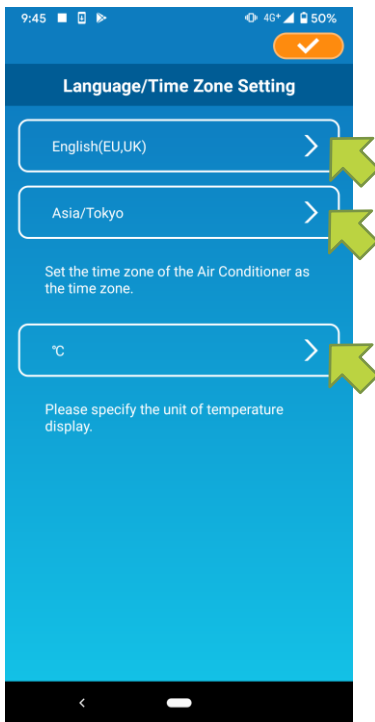 9:45 4G+ 50%
Language/Time Zone Setting
English(EU,UK)
Asia/Tokyo
Set the time zone of the Air Conditioner as
the time zone.
℃
Please specify the unit of temperature
display.